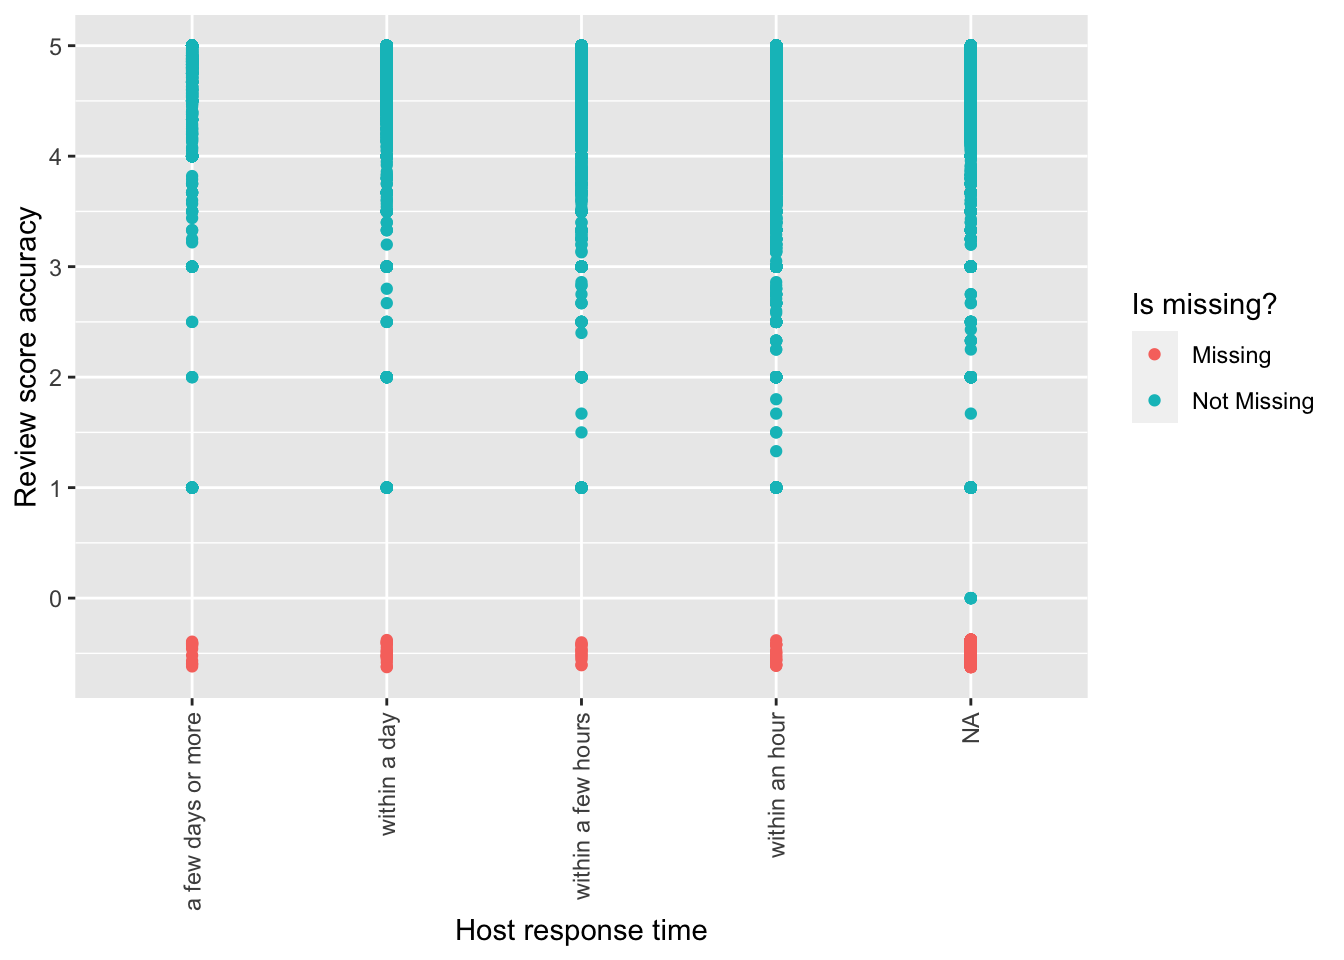 5
4
3
2
1
0
Review score accuracy
a few days or more
within a day
within a few hours
within an hour
NA
Host response time
Is missing?
Missing
Not Missing